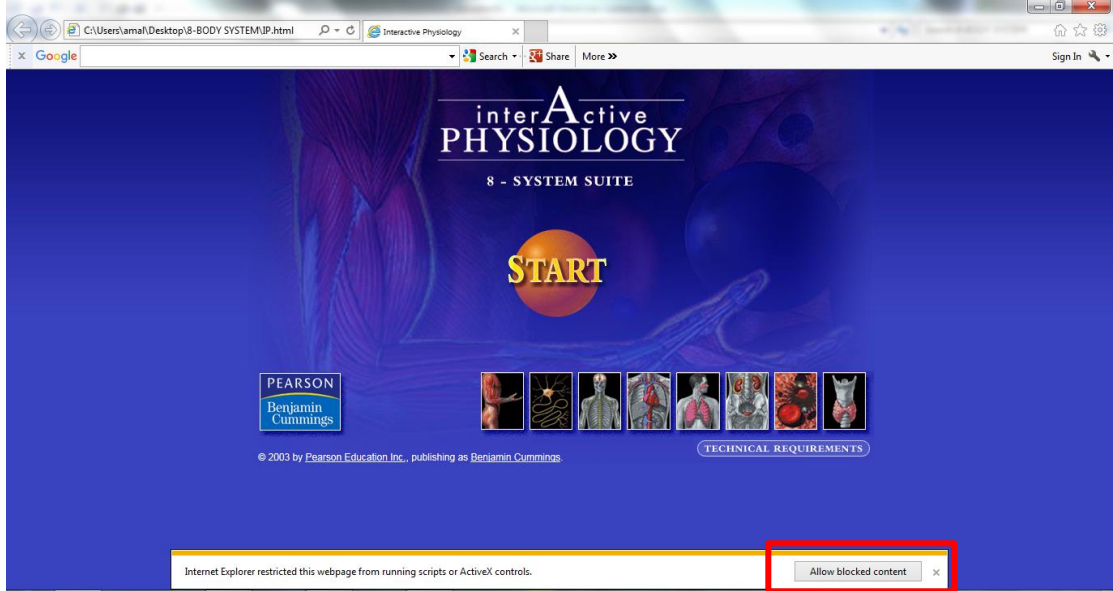 C:\Users\amal\Desktop\8-BODY SYSTEM\IP.html
Interactive Physiology
x Google Search Share More » Sign In
interActive
PHYSIOLOGY
8 - SYSTEM SUITE
START
PEARSON
Benjamin
Cummings
TECHNICAL REQUIREMENTS
© 2003 by Pearson Education Inc., publishing as Benjamin Cummings.
Internet Explorer restricted this webpage from running scripts or ActiveX controls. Allow blocked content